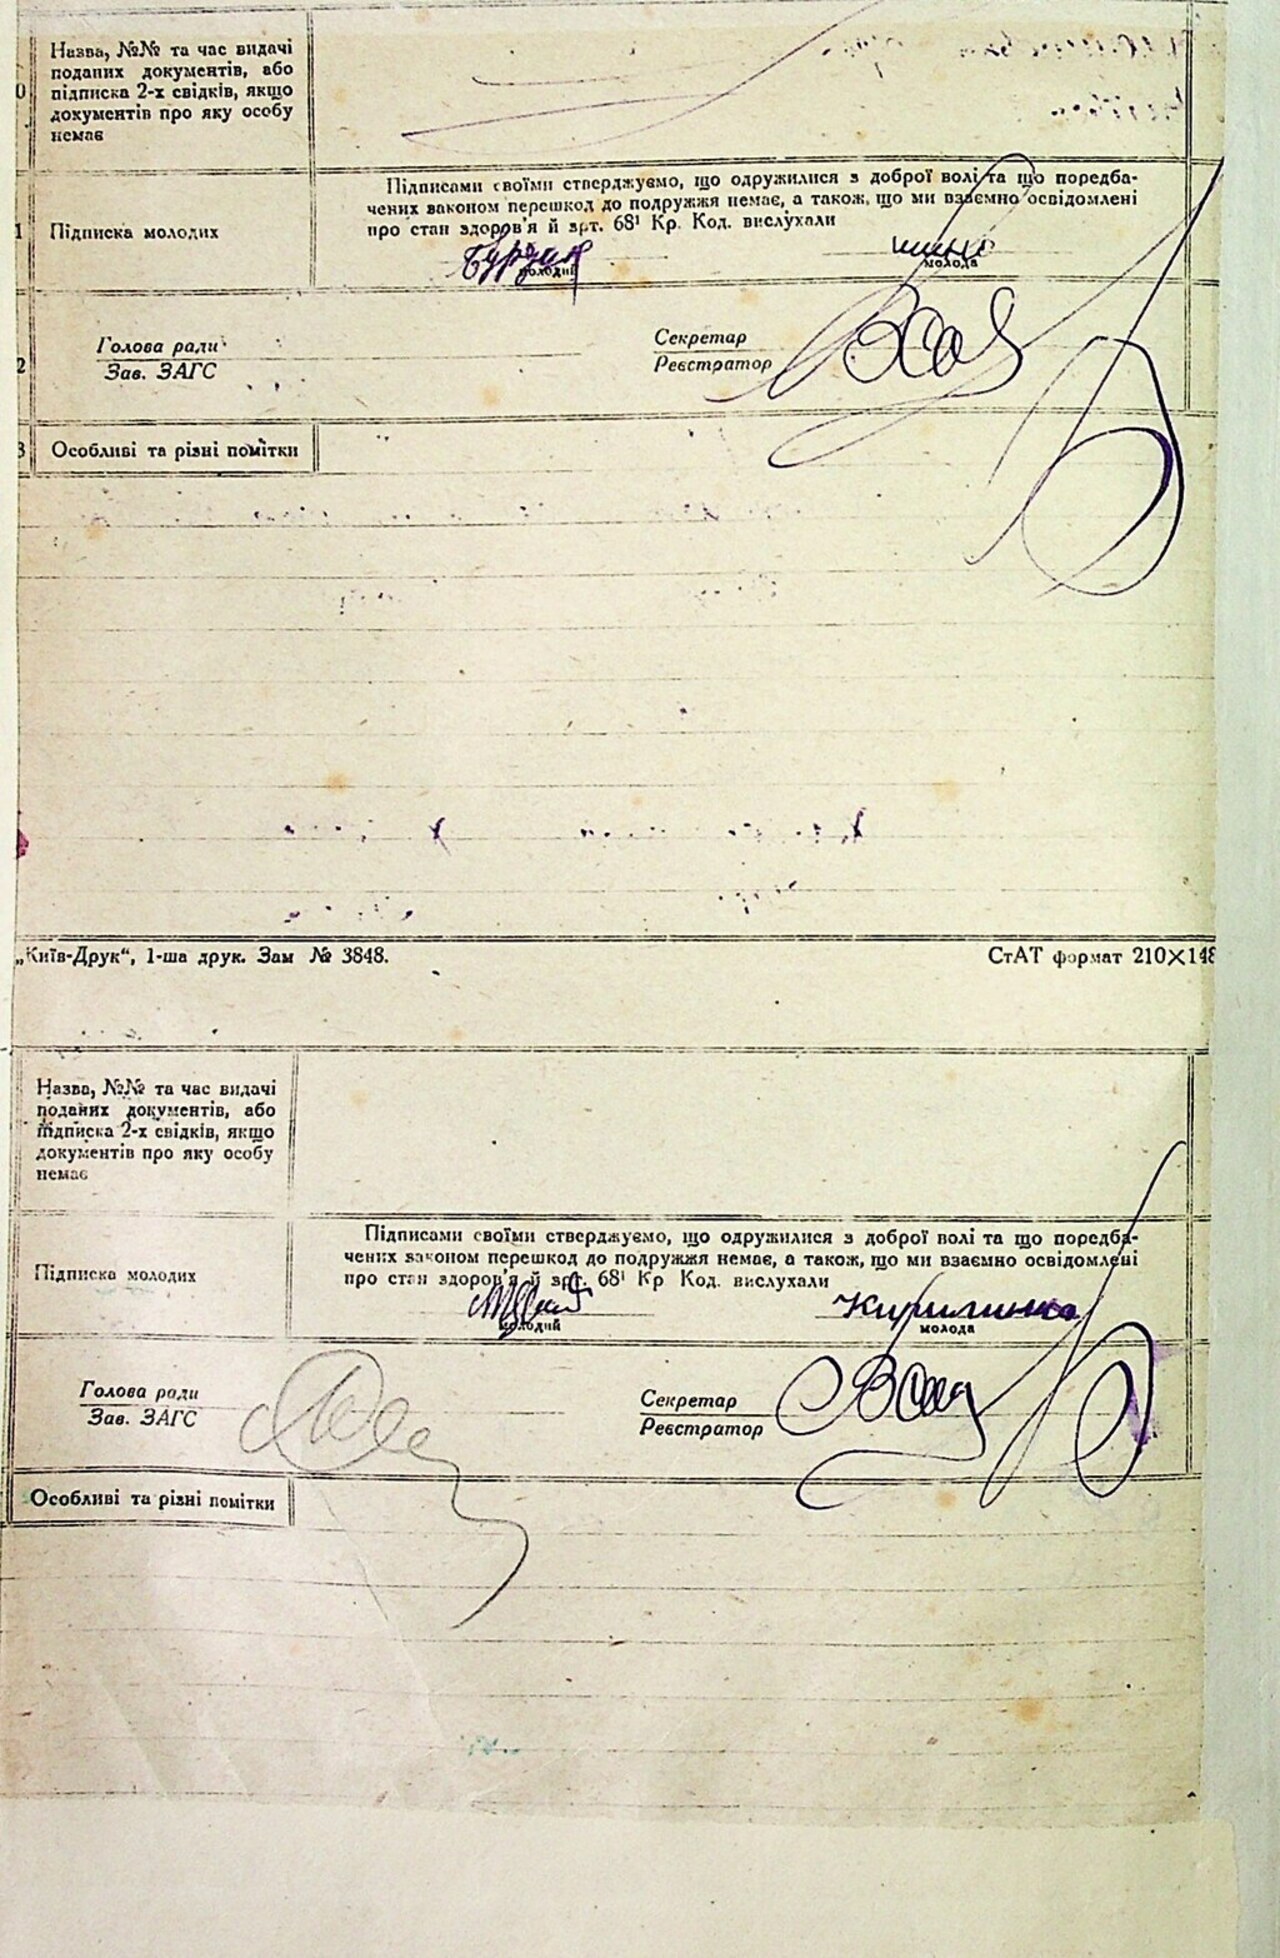 Назва, №№ та час видачі
поданих документів, або
підписка 2-х свідків, якщо
документів про яку особу
немає
Підписами своїми стверджуємо, що одружилися з доброї волі та що поредба-
чених законом перешкод до подружжя немає, а також, що ми взаємно освідомлені
про стан здоров'я й арт. 68¹ Кр. Код. вислухали
1 Підписка молодих
молодий молода
2
Голова ради Секретар
Зав. ЗАГС Реєстратор
3 Особливі та різні помітки
„Київ-Друк“, 1-ша друк. Зам № 3848. СтАТ формат 210×148
Назва, №№ та час видачі
поданих документів, або
підписка 2-х свідків, якщо
документів про яку особу
немає
Підписами своїми стверджуємо, що одружилися з доброї волі та що поредба-
чених законом перешкод до подружжя немає, а також, що ми взаємно освідомлені
про стан здоров'я й арт. 68¹ Кр Код. вислухали
Підписка молодих
молодий молода
Голова ради Секретар
Зав. ЗАГС Реєстратор
Особливі та різні помітки